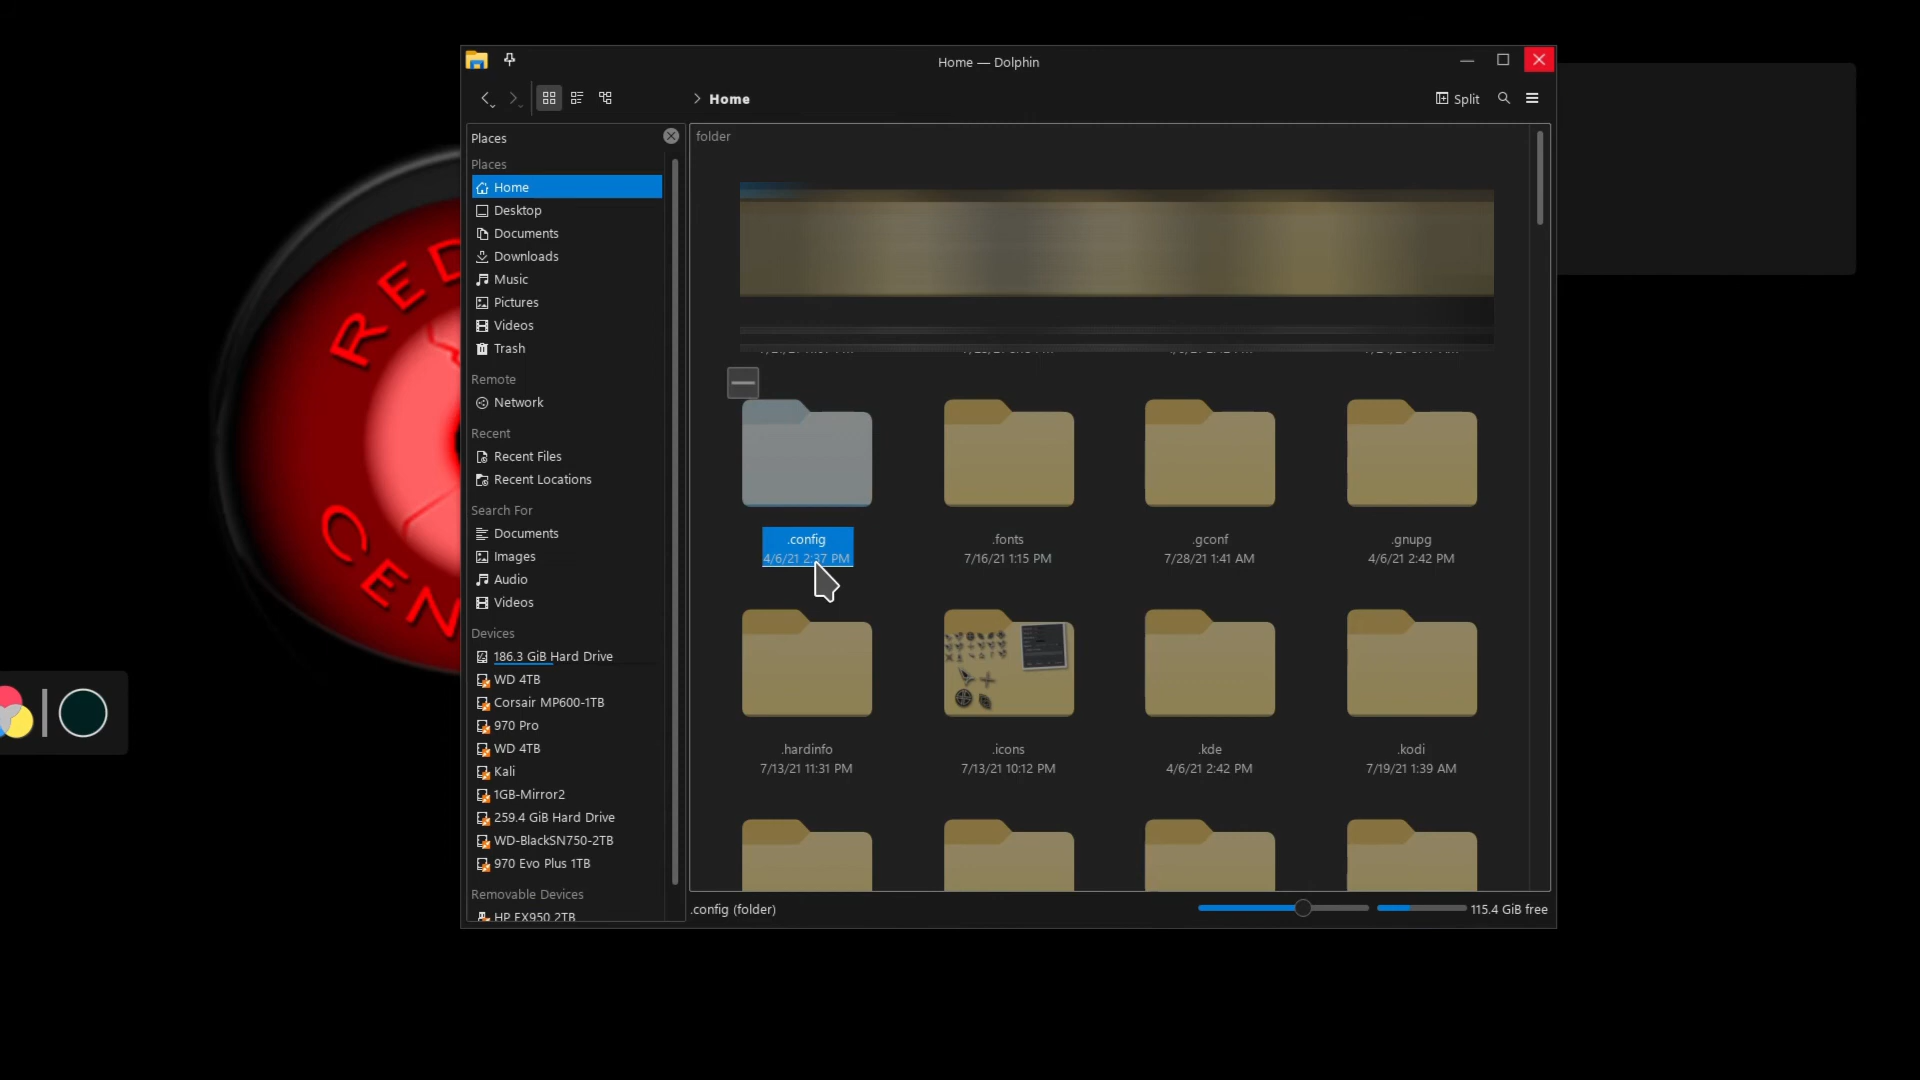 Home — Dolphin
Home
Split
Places
Places
Home
Desktop
Documents
Downloads
Music
Pictures
Videos
Trash
Remote
Network
Recent
Recent Files
Recent Locations
Search For
Documents
Images
Audio
Videos
Devices
186.3 GiB Hard Drive
WD 4TB
Corsair MP600-1TB
970 Pro
WD 4TB
Kali
1GB-Mirror2
259.4 GiB Hard Drive
WD-BlackSN750-2TB
970 Evo Plus 1TB
Removable Devices
HP EX950 2TB
folder
.config .fonts .gconf .gnupg
4/6/21 2:37 PM 7/16/21 1:15 PM 7/28/21 1:41 AM 4/6/21 2:42 PM
.hardinfo .icons .kde .kodi
7/13/21 11:31 PM 7/13/21 10:12 PM 4/6/21 2:42 PM 7/19/21 1:39 AM
.config (folder)
115.4 GiB free
RED
CEN